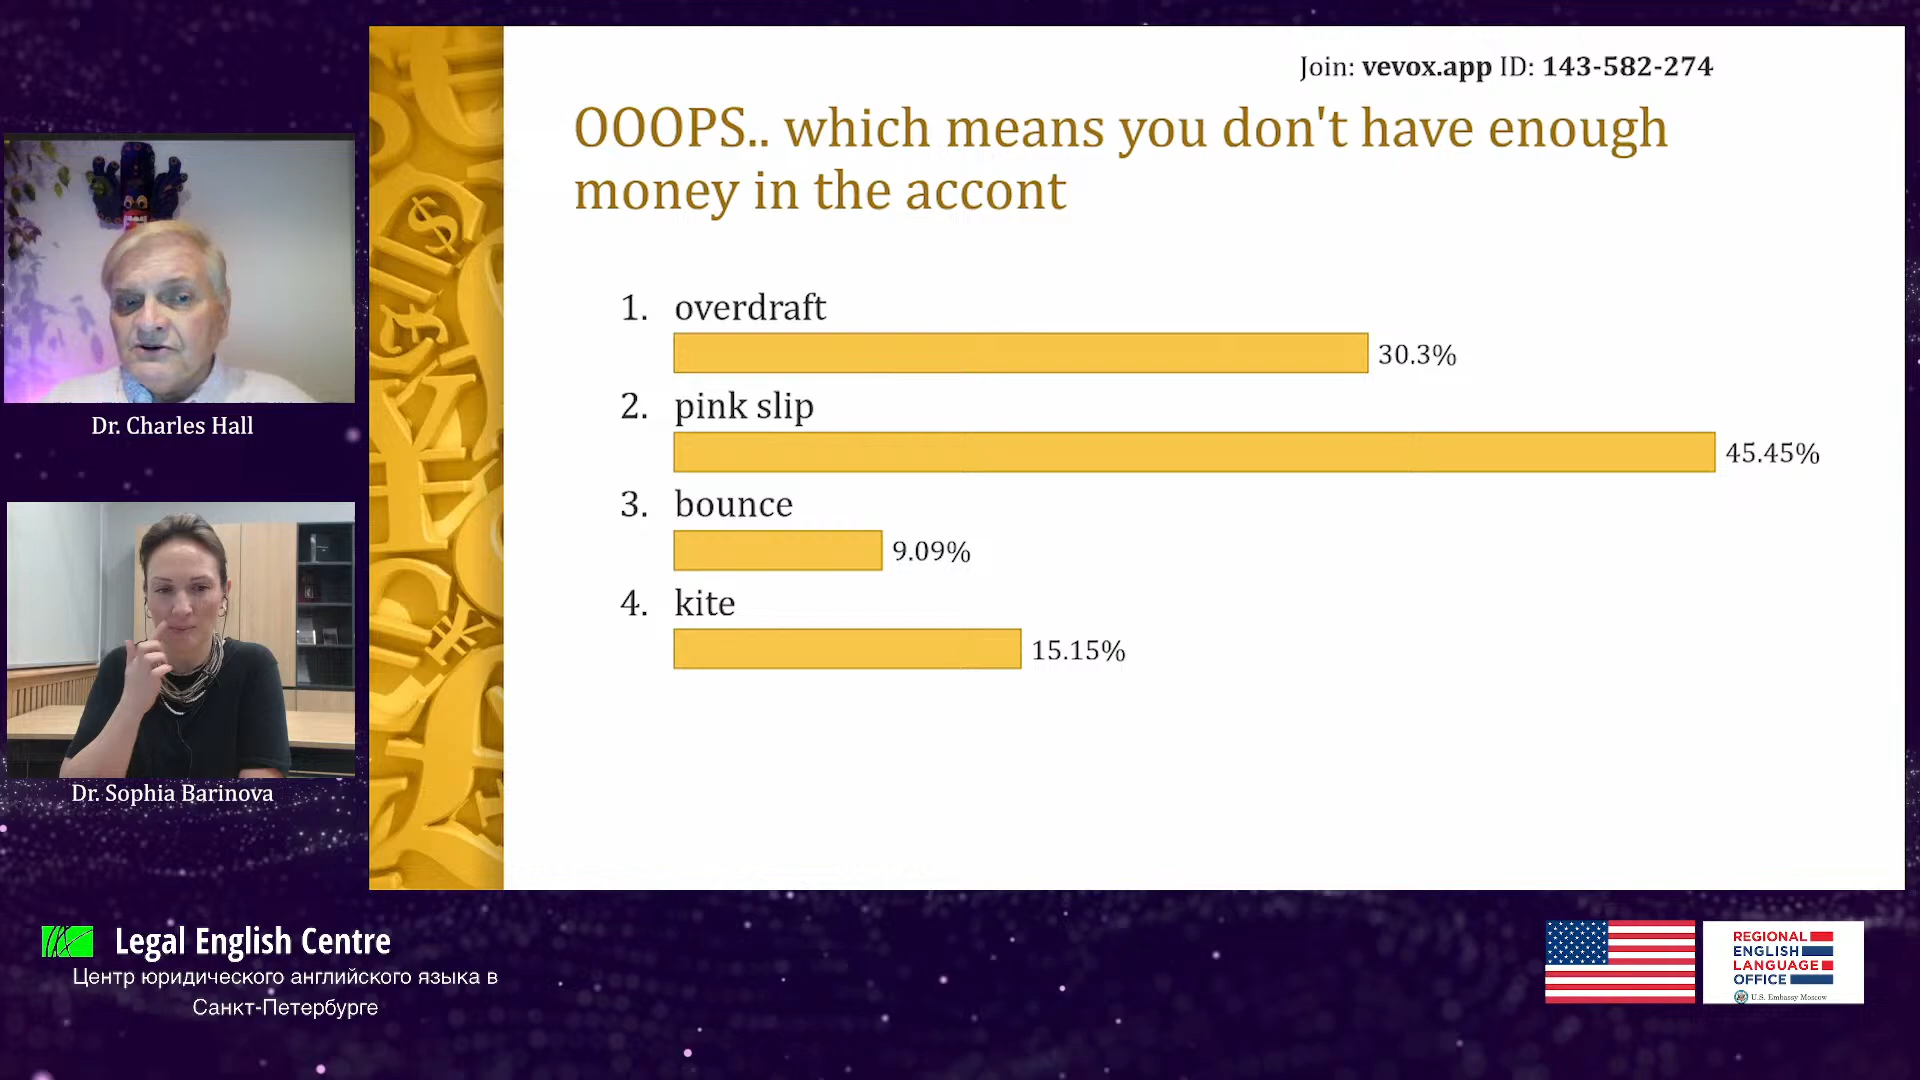 Join: vevox.app ID: 143-582-274
OOOPS.. which means you don't have enough
money in the accont
1. overdraft
30.3%
2. pink slip
45.45%
3. bounce
9.09%
4. kite
15.15%
Dr. Charles Hall
Dr. Sophia Barinova
Legal English Centre
Центр юридического английского языка в
Санкт-Петербурге
REGIONAL
ENGLISH
LANGUAGE
OFFICE
U.S. Embassy Moscow